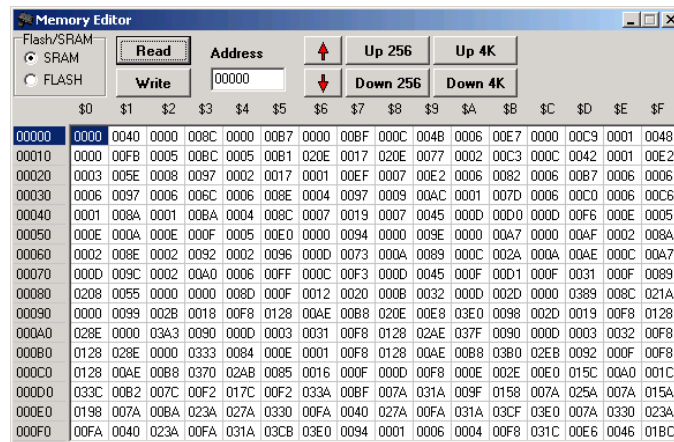 Memory Editor
Flash/SRAM
SRAM
FLASH
Read
Write
Address
00000
Up 256
Up 4K
Down 256
Down 4K
$0 $1 $2 $3 $4 $5 $6 $7 $8 $9 $A $B $C $D $E $F
00000 0000 0040 0000 008C 0000 00B7 0000 00BF 000C 004B 0006 00E7 0000 00C9 0001 0048
00010 0000 00FB 0005 00BC 0005 00B1 020E 0017 020E 0077 0002 00C3 000C 0042 0001 00E2
00020 0003 005E 0008 0097 0002 0017 0001 00EF 0007 00E2 0006 0082 0006 00B7 0006 0006
00030 0006 0097 0006 006C 0006 008E 0004 0097 0009 00AC 0001 007D 0006 00C0 0006 00C6
00040 0001 008A 0001 00BA 0004 008C 0007 0019 0007 0045 000D 00D0 000D 00F6 000E 0005
00050 000E 000A 000E 000F 0005 00E0 0000 0094 0000 009E 0000 00A7 0000 00AF 0002 008A
00060 0002 008E 0002 0092 0002 0096 000D 0073 000A 0089 000C 002A 000A 00AE 000C 00A7
00070 000D 009C 0002 00A0 0006 00FF 000C 00F3 000D 0045 000F 00D1 000F 0031 000F 0089
00080 0208 0055 0000 0000 008D 000F 0012 0020 000B 0032 000D 002D 0000 0389 008C 021A
00090 0000 0099 002B 0018 00F8 0128 00AE 00B8 020E 00E8 03E0 0098 002D 0019 00F8 0128
000A0 028E 0000 03A3 0090 000D 0003 0031 00F8 0128 02AE 037F 0090 000D 0003 0032 00F8
000B0 0128 028E 0000 0333 0084 000E 0001 00F8 0128 00AE 00B8 03B0 02EB 0092 000F 00F8
000C0 0128 00AE 00B8 0370 02AB 0085 0016 000F 000D 00F8 000E 002E 00E0 015C 00A0 001C
000D0 033C 00B2 007C 00F2 017C 00F2 033A 00BF 007A 031A 009F 0158 007A 025A 007A 015A
000E0 0198 007A 00BA 023A 027A 0330 00FA 0040 027A 00FA 031A 03CF 03E0 007A 0330 023A
000F0 00FA 0040 023A 00FA 031A 03CB 03E0 0094 0001 0006 0004 00F8 031C 00E6 0046 01BC